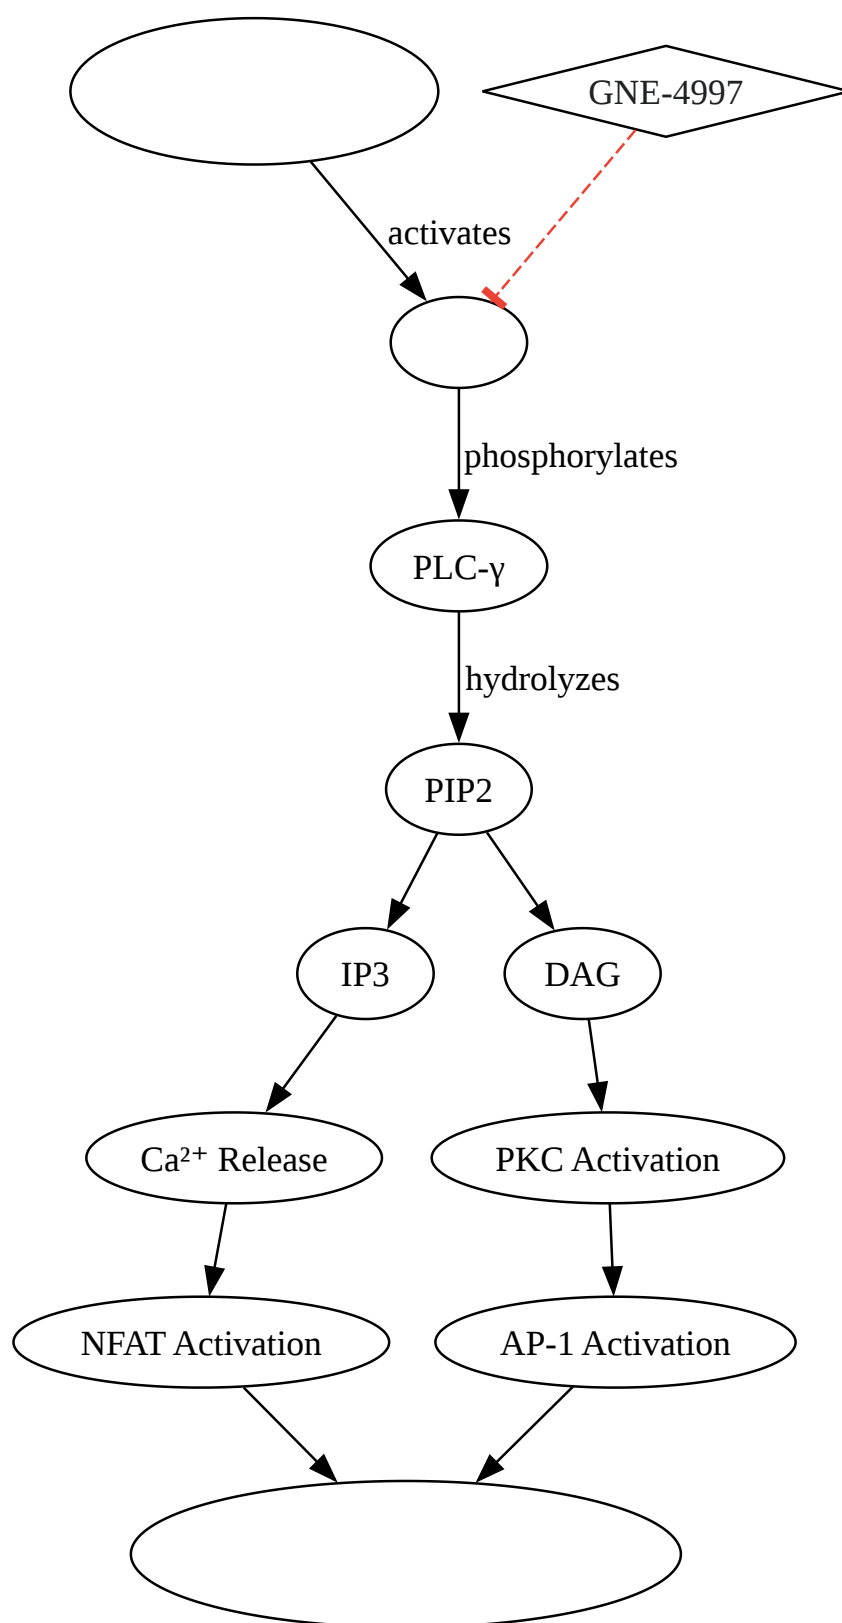 GNE-4997
activates
phosphorylates
PLC-γ
hydrolyzes
PIP2
IP3
DAG
Ca²⁺ Release
PKC Activation
NFAT Activation
AP-1 Activation